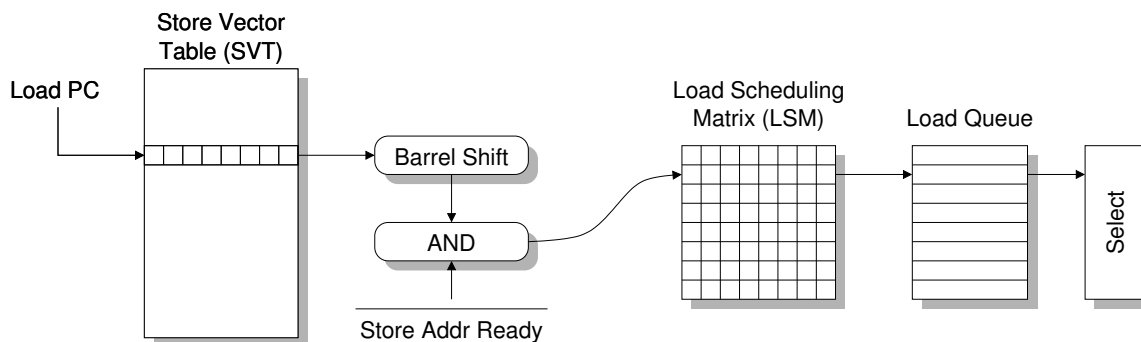 Store Vector
Table (SVT)
Load PC
Barrel Shift
AND
Store Addr Ready
Load Scheduling
Matrix (LSM)
Load Queue
Select